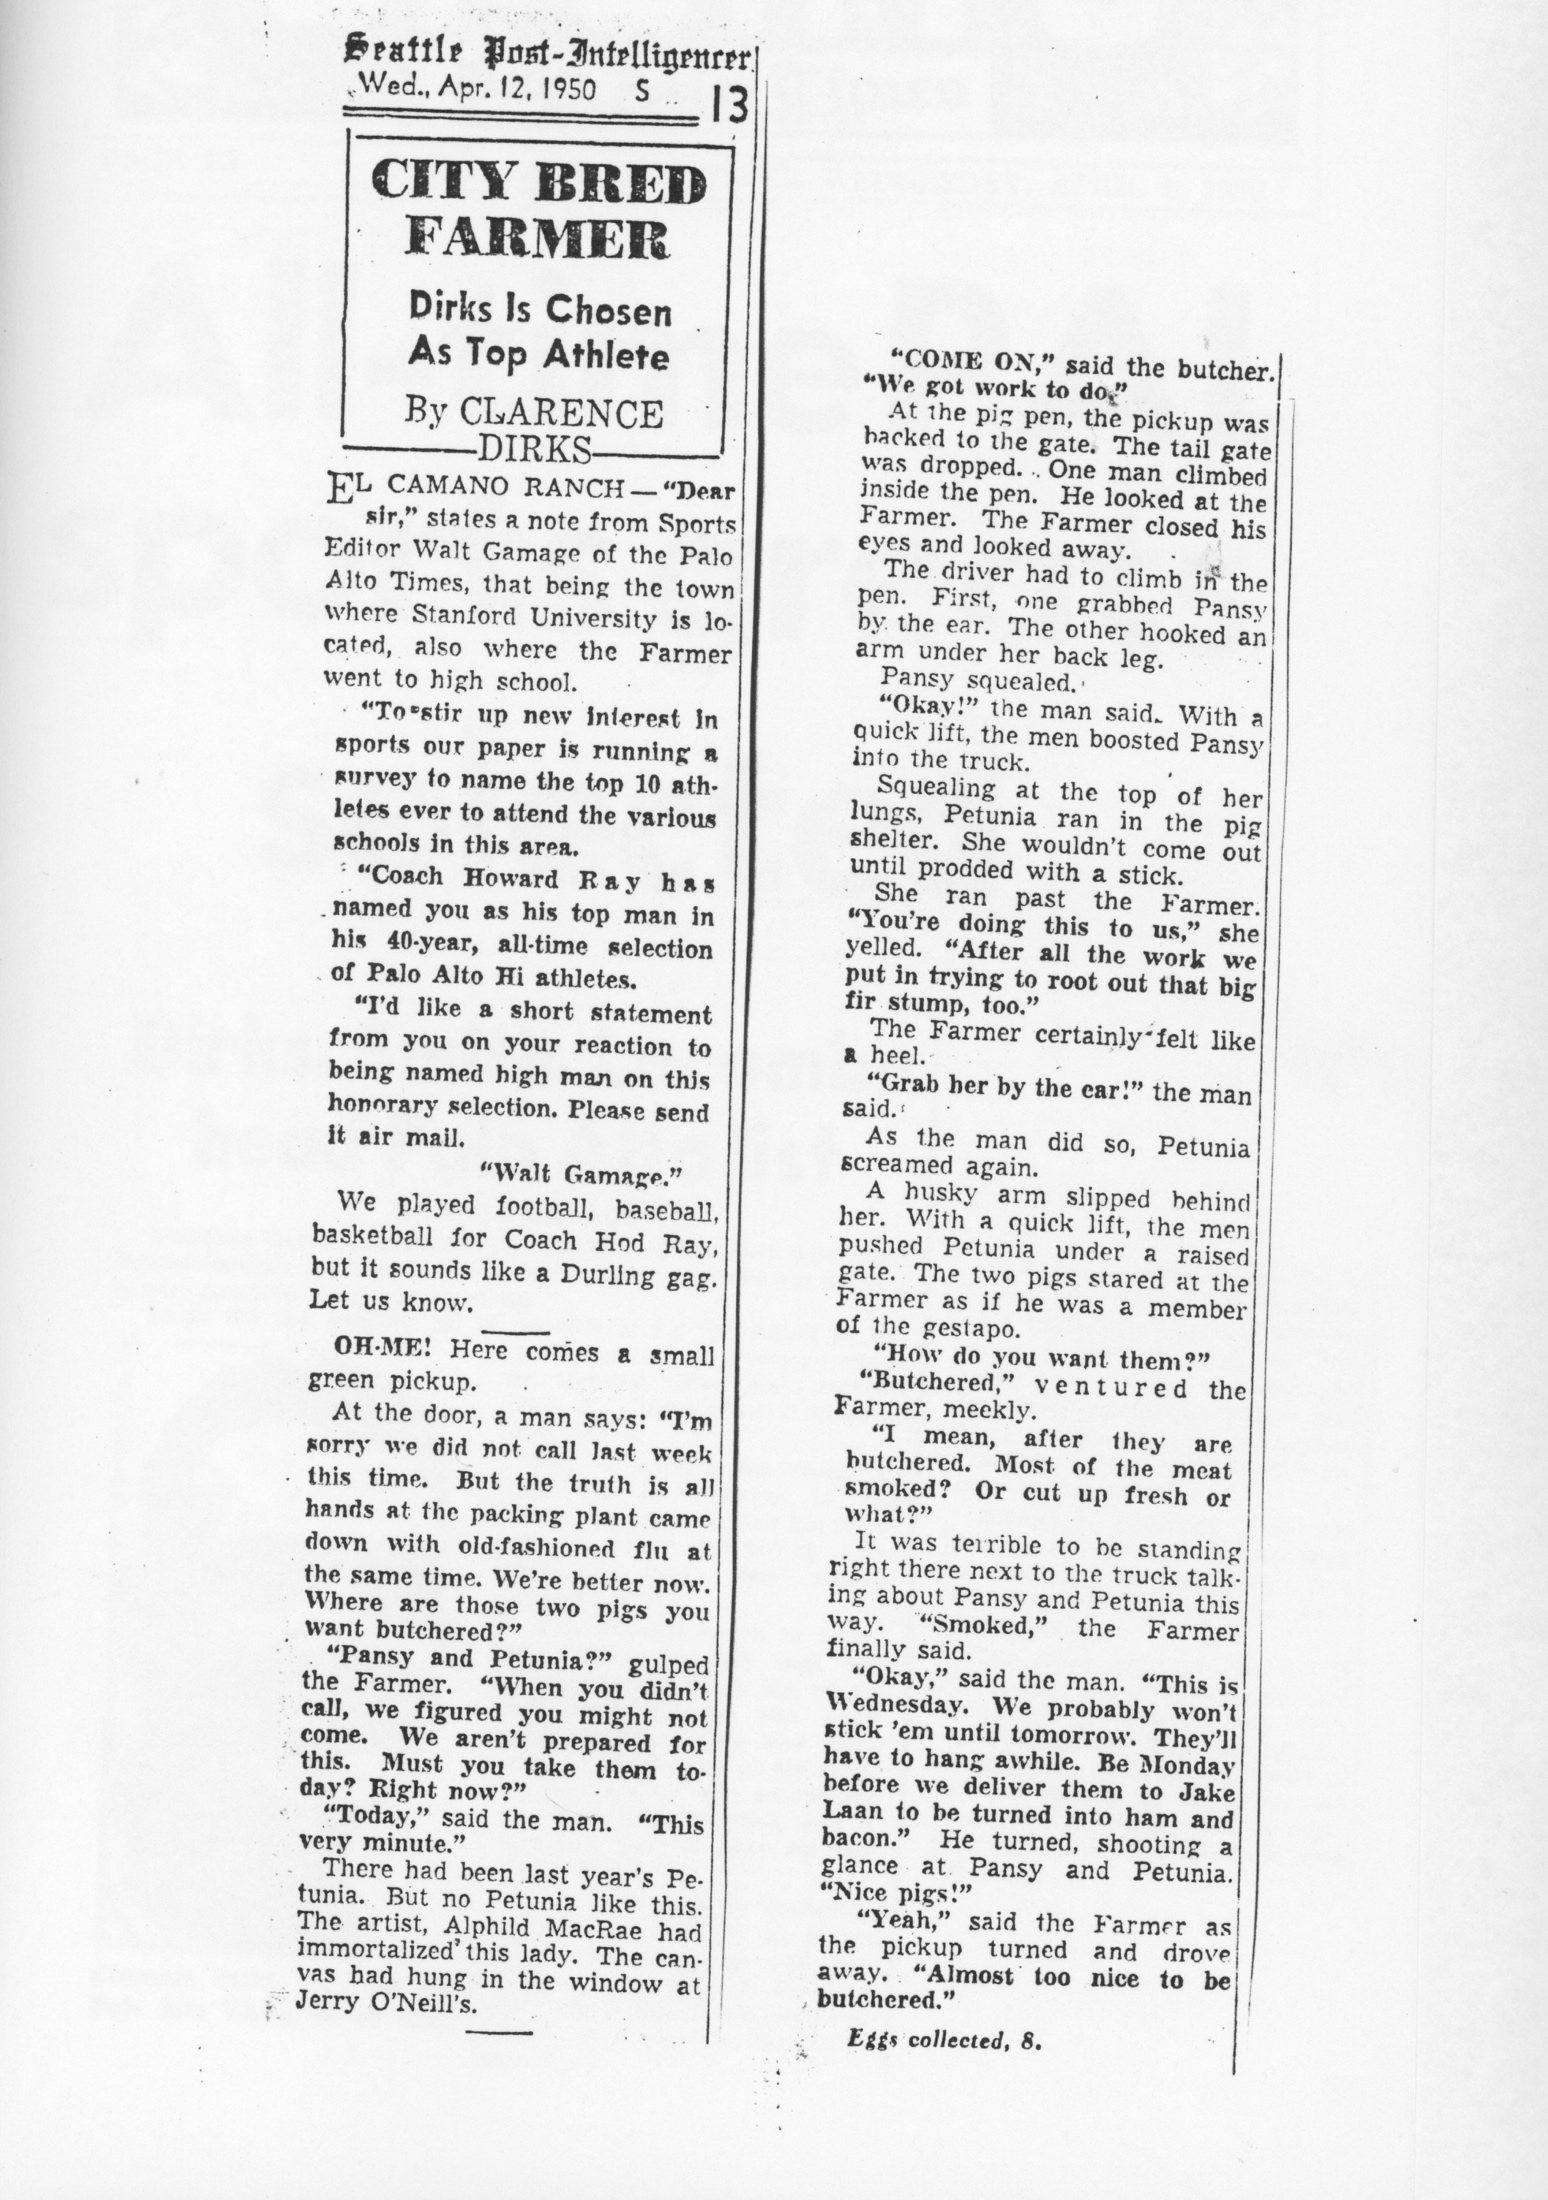 Seattle Post-Intelligencer
Wed., Apr. 12, 1950 S 13
CITY BRED
FARMER
Dirks Is Chosen
As Top Athlete
By CLARENCE
DIRKS
EL CAMANO RANCH — "Dear
sir," states a note from Sports
Editor Walt Gamage of the Palo
Alto Times, that being the town
where Stanford University is lo-
cated, also where the Farmer
went to high school.
"To stir up new interest in
sports our paper is running a
survey to name the top 10 ath-
letes ever to attend the various
schools in this area.
"Coach Howard Ray has
named you as his top man in
his 40-year, all-time selection
of Palo Alto Hi athletes.
"I'd like a short statement
from you on your reaction to
being named high man on this
honorary selection. Please send
it air mail.
"Walt Gamage."
We played football, baseball,
basketball for Coach Hod Ray,
but it sounds like a Durling gag.
Let us know.
OH-ME! Here comes a small
green pickup.
At the door, a man says: "I'm
sorry we did not call last week
this time. But the truth is all
hands at the packing plant came
down with old-fashioned flu at
the same time. We're better now.
Where are those two pigs you
want butchered?"
"Pansy and Petunia?" gulped
the Farmer. "When you didn't
call, we figured you might not
come. We aren't prepared for
this. Must you take them to-
day? Right now?"
"Today," said the man. "This
very minute."
There had been last year's Pe-
tunia. But no Petunia like this.
The artist, Alphild MacRae had
immortalized this lady. The can-
vas had hung in the window at
Jerry O'Neill's.
"COME ON," said the butcher.
"We got work to do."
At the pig pen, the pickup was
backed to the gate. The tail gate
was dropped. One man climbed
inside the pen. He looked at the
Farmer. The Farmer closed his
eyes and looked away.
The driver had to climb in the
pen. First, one grabbed Pansy
by the ear. The other hooked an
arm under her back leg.
Pansy squealed.
"Okay!" the man said. With a
quick lift, the men boosted Pansy
into the truck.
Squealing at the top of her
lungs, Petunia ran in the pig
shelter. She wouldn't come out
until prodded with a stick.
She ran past the Farmer.
"You're doing this to us," she
yelled. "After all the work we
put in trying to root out that big
fir stump, too."
The Farmer certainly felt like
a heel.
"Grab her by the ear!" the man
said.
As the man did so, Petunia
screamed again.
A husky arm slipped behind
her. With a quick lift, the men
pushed Petunia under a raised
gate. The two pigs stared at the
Farmer as if he was a member
of the gestapo.
"How do you want them?"
"Butchered," ventured the
Farmer, meekly.
"I mean, after they are
butchered. Most of the meat
smoked? Or cut up fresh or
what?"
It was terrible to be standing
right there next to the truck talk-
ing about Pansy and Petunia this
way. "Smoked," the Farmer
finally said.
"Okay," said the man. "This is
Wednesday. We probably won't
stick 'em until tomorrow. They'll
have to hang awhile. Be Monday
before we deliver them to Jake
Laan to be turned into ham and
bacon." He turned, shooting a
glance at Pansy and Petunia.
"Nice pigs!"
"Yeah," said the Farmer as
the pickup turned and drove
away. "Almost too nice to be
butchered."
Eggs collected, 8.